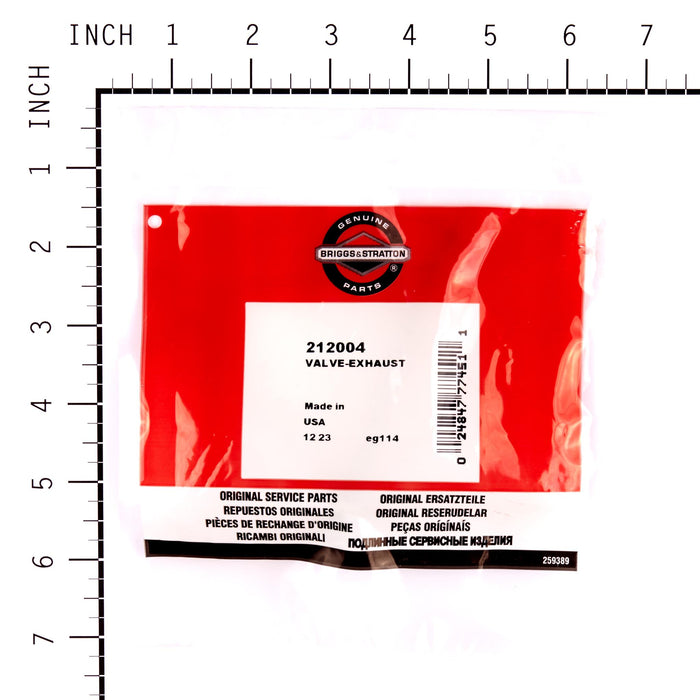 INCH 1 2 3 4 5 6 7
INCH
1
2
3
4
5
6
7
GENUINE
BRIGGS&STRATTON
®
PARTS
212004
VALVE-EXHAUST
Made in
USA
12 23 eg114
0 24847 77451 1
ORIGINAL SERVICE PARTS
REPUESTOS ORIGINALES
PIÈCES DE RECHANGE D'ORIGINE
RICAMBI ORIGINALI
ORIGINAL ERSATZTEILE
ORIGINAL RESERUDELAR
PEÇAS ORIGÍNAIS
ПОДЛИННЫЕ СЕРВИСНЫЕ ИЗДЕЛИЯ
259389